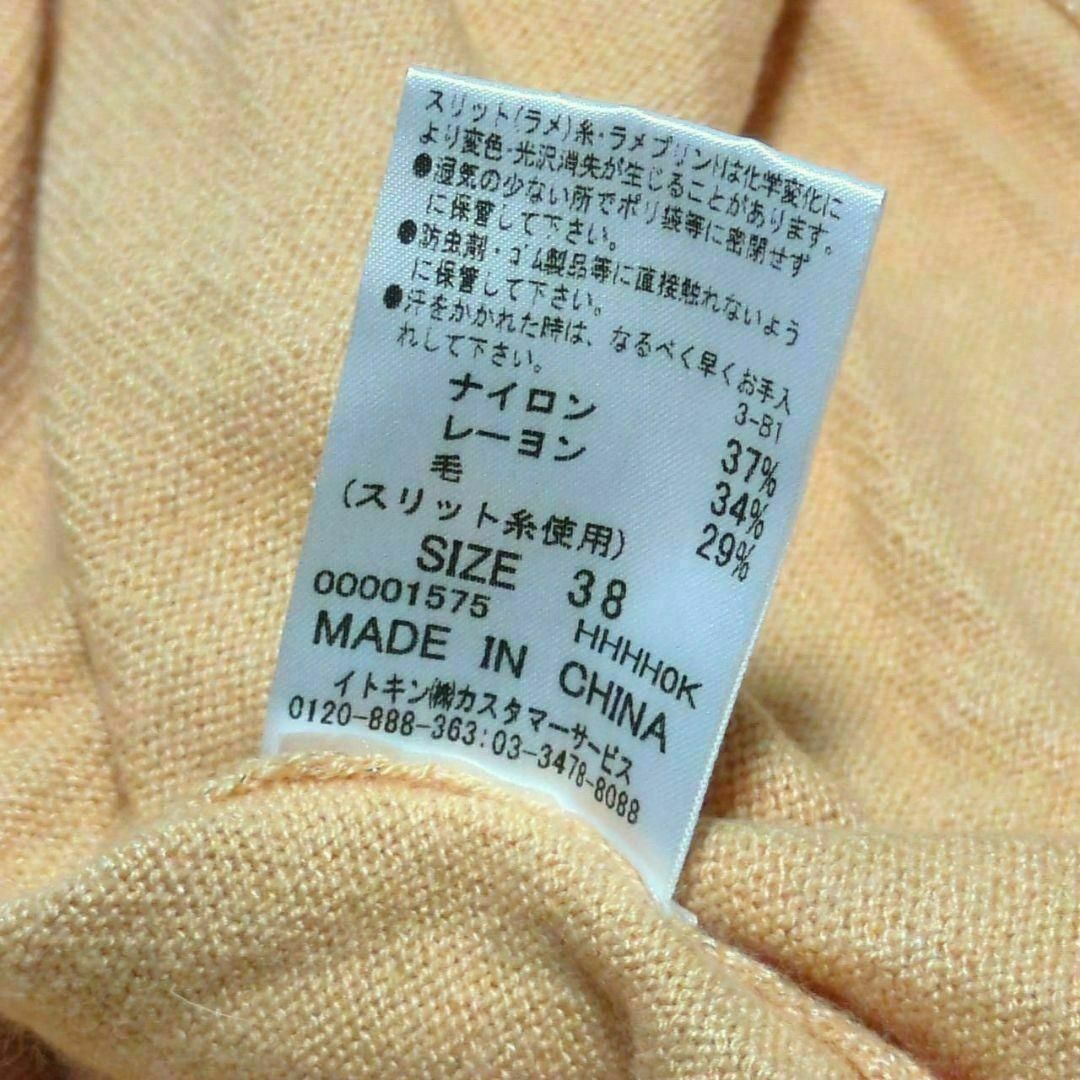 スリット(ラメ)糸・ラメプリントは化学変化に
より変色・光沢消失が生じることがあります。
●湿気の少ない所でポリ袋等に密閉せず
に保管して下さい。
●防虫剤・ゴム製品等に直接触れないよう
に保管して下さい。
●汗をかかれた時は、なるべく早くお手入
れして下さい。
3-B1
ナイロン 37%
レーヨン 34%
毛 29%
(スリット糸使用)
SIZE 38
00001575 HHHHOK
MADE IN CHINA
イトキン㈱カスタマーサービス
0120-888-363:03-3478-8088